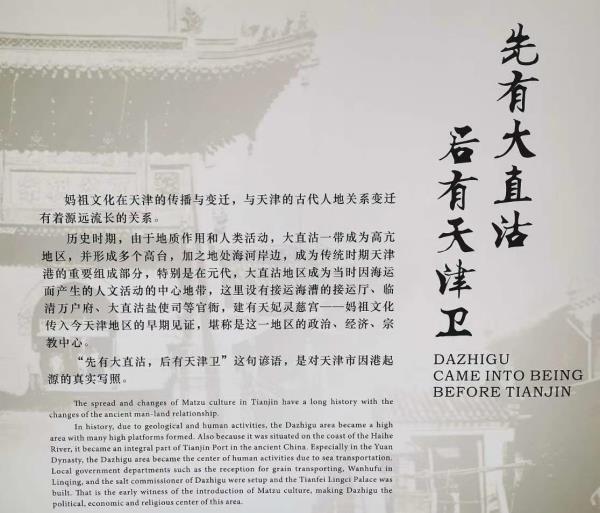 先有大直沽
后有天津卫
DAZHIGU
CAME INTO BEING
BEFORE TIANJIN
妈祖文化在天津的传播与变迁，与天津的古代人地关系变迁
有着源远流长的关系。
历史时期，由于地质作用和人类活动，大直沽一带成为高亢
地区，并形成多个高台，加之地处海河岸边，成为传统时期天津
港的重要组成部分，特别是在元代，大直沽地区成为当时因海运
而产生的人文活动的中心地带，这里设有接运海漕的接运厅、临
清万户府、大直沽盐使司等官衙，建有天妃灵慈宫——妈祖文化
传入今天津地区的早期见证，堪称是这一地区的政治、经济、宗
教中心。
“先有大直沽，后有天津卫”这句谚语，是对天津市因港起
源的真实写照。
The spread and changes of Matzu culture in Tianjin have a long history with the
changes of the ancient man-land relationship.
In history, due to geological and human activities, the Dazhigu area became a high
area with many high platforms formed. Also because it was situated on the coast of the Haihe
River, it became an integral part of Tianjin Port in the ancient China. Especially in the Yuan
Dynasty, the Dazhigu area became the center of human activities due to sea transportation.
Local government departments such as the reception for grain transporting, Wanhufu in
Linqing, and the salt commissioner of Dazhigu were setup and the Tianfei Lingci Palace was
built. That is the early witness of the introduction of Matzu culture, making Dazhigu the
political, economic and religious center of this area.